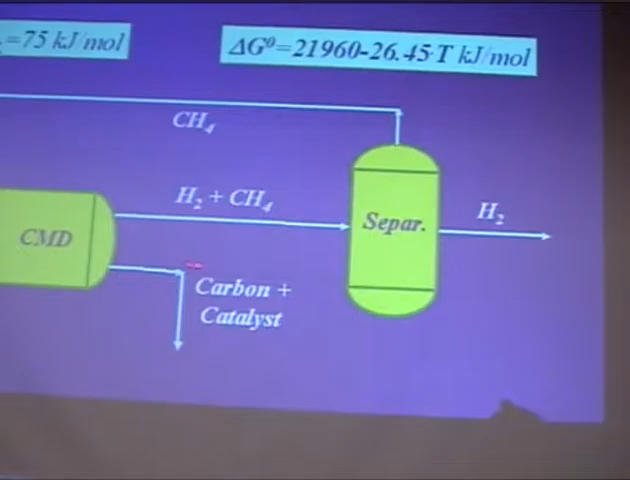 =75 kJ/mol
ΔG⁰=21960-26.45·T kJ/mol
CH₄
H₂ + CH₄
CMD
Separ.
H₂
Carbon +
Catalyst